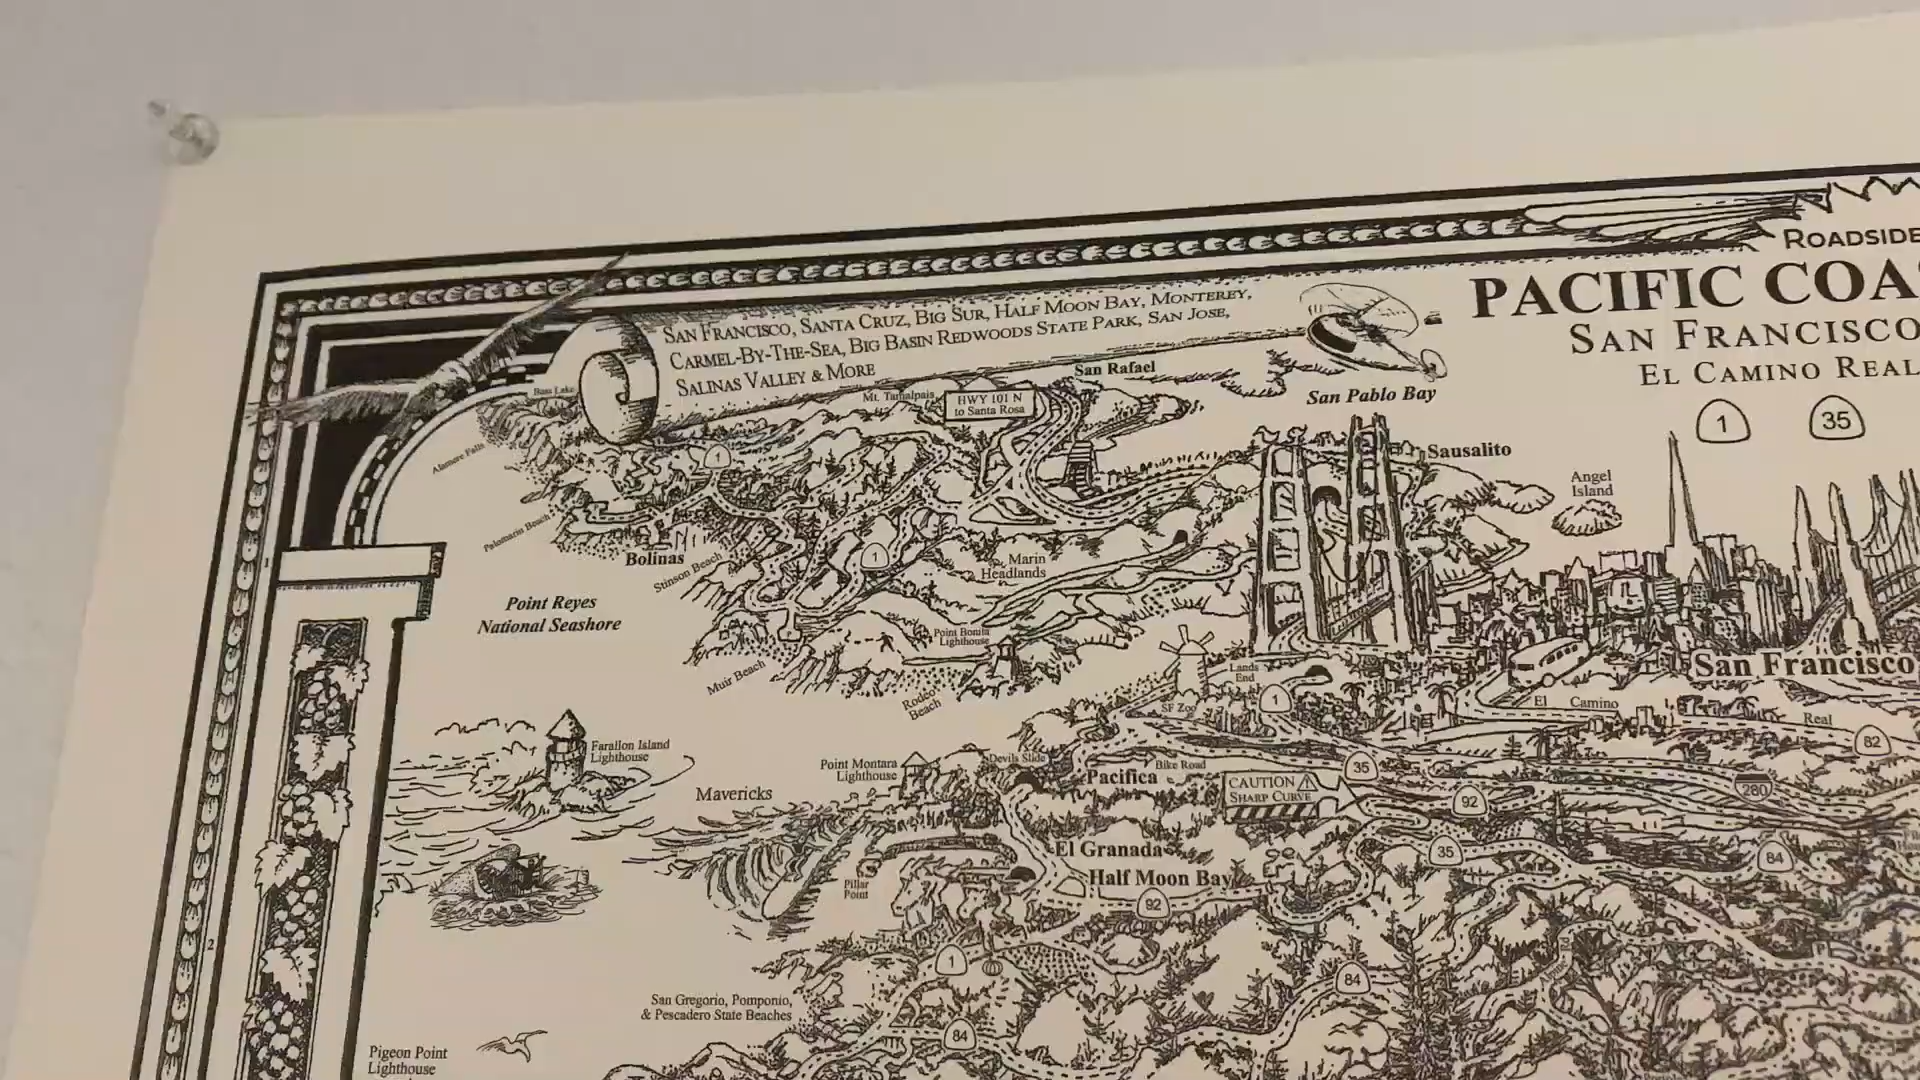 ROADSIDE
PACIFIC COA
SAN FRANCISCO
EL CAMINO REAL
1
35
SAN FRANCISCO, SANTA CRUZ, BIG SUR, HALF MOON BAY, MONTEREY,
CARMEL-BY-THE-SEA, BIG BASIN REDWOODS STATE PARK, SAN JOSE,
SALINAS VALLEY & MORE
San Rafael
San Pablo Bay
Bass Lake
Mt. Tamalpais
HWY 101 N
to Santa Rosa
Alamere Falls
1
Sausalito
Angel
Island
Palomarin Beach
Bolinas
Stinson Beach
1
Marin
Headlands
1
Point Reyes
National Seashore
Point Bonita
Lighthouse
Muir Beach
Rodeo
Beach
Lands
End
San Francisco
SF Zoo
1
El Camino Real
82
Farallon Island
Lighthouse
Point Montara
Lighthouse
Devils Slide
Pacifica
Bike Road
35
CAUTION
SHARP CURVE
280
92
Mavericks
El Granada
35
84
Pillar
Point
Half Moon Bay
92
2
1
84
San Gregorio, Pomponio,
& Pescadero State Beaches
84
Pigeon Point
Lighthouse